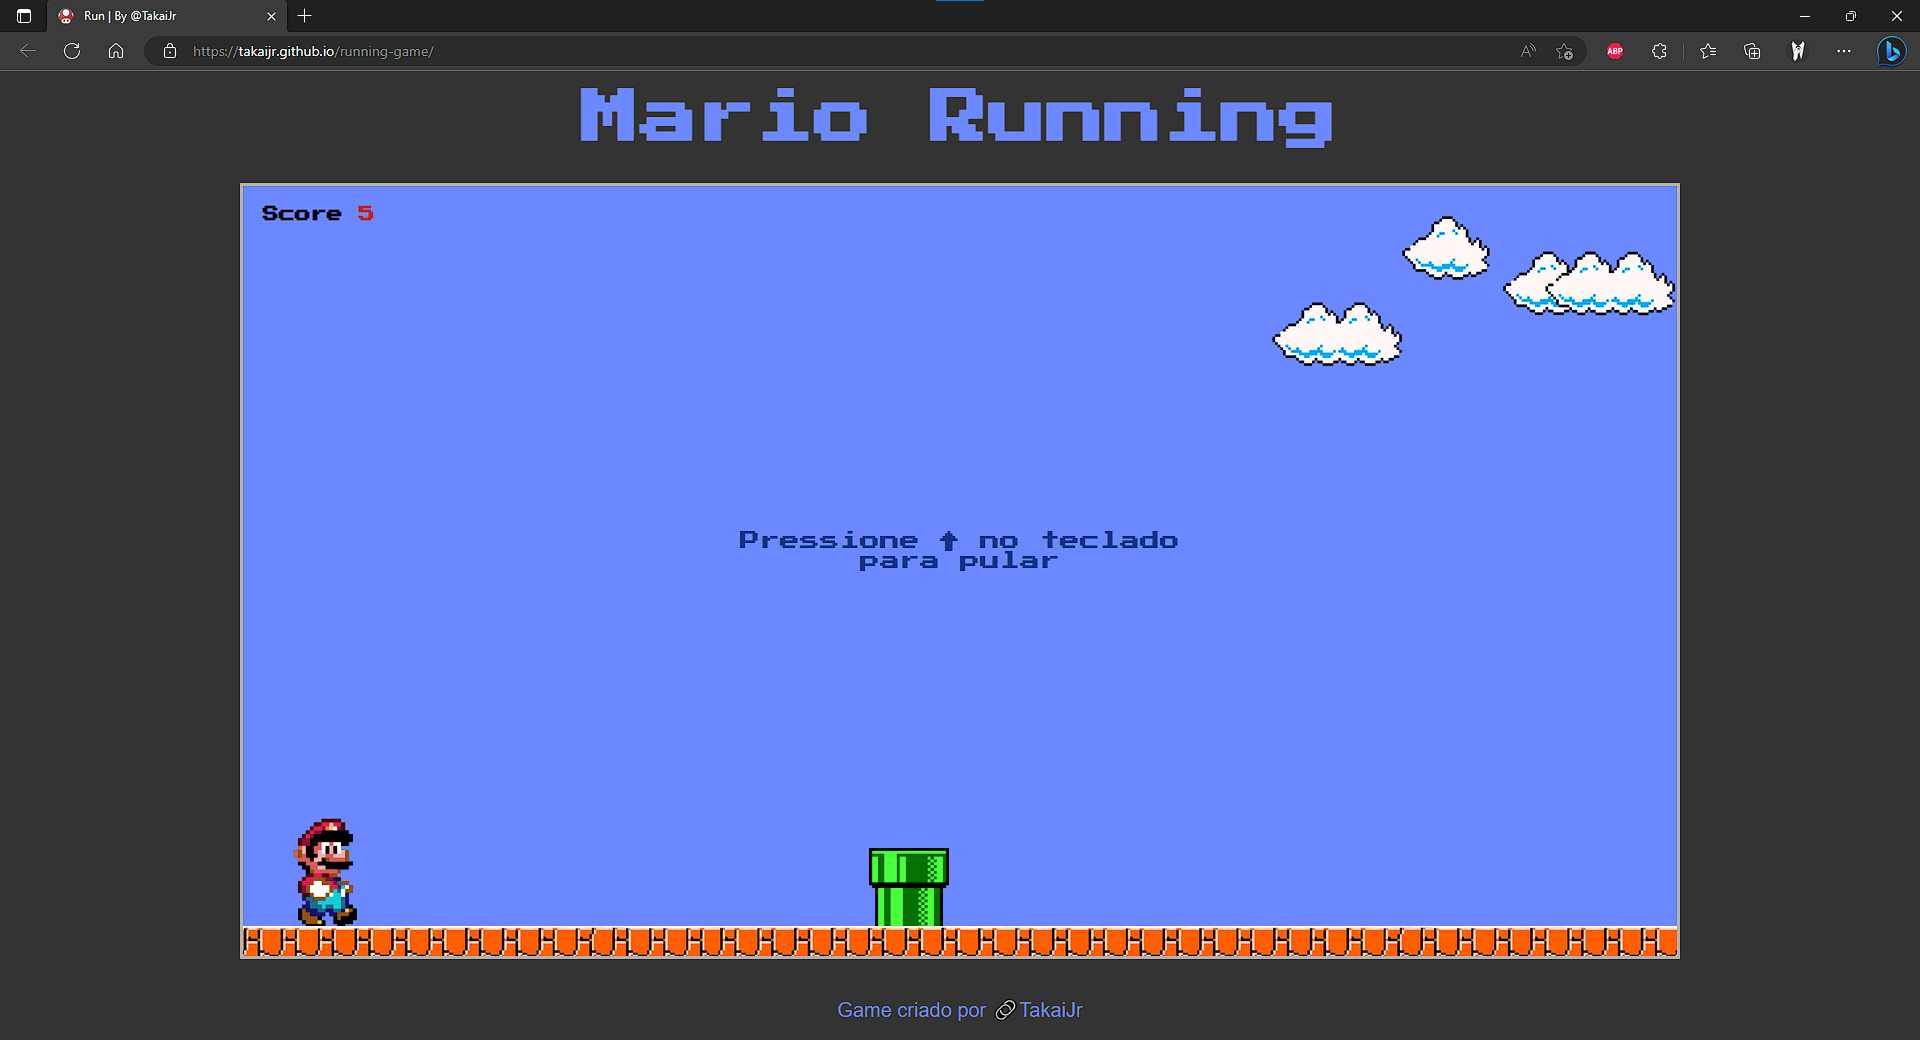 Run | By @TakaiJr
https://takaijr.github.io/running-game/
ABP
Mario Running
Score 5
Pressione ⬆ no teclado
para pular
Game criado por TakaiJr